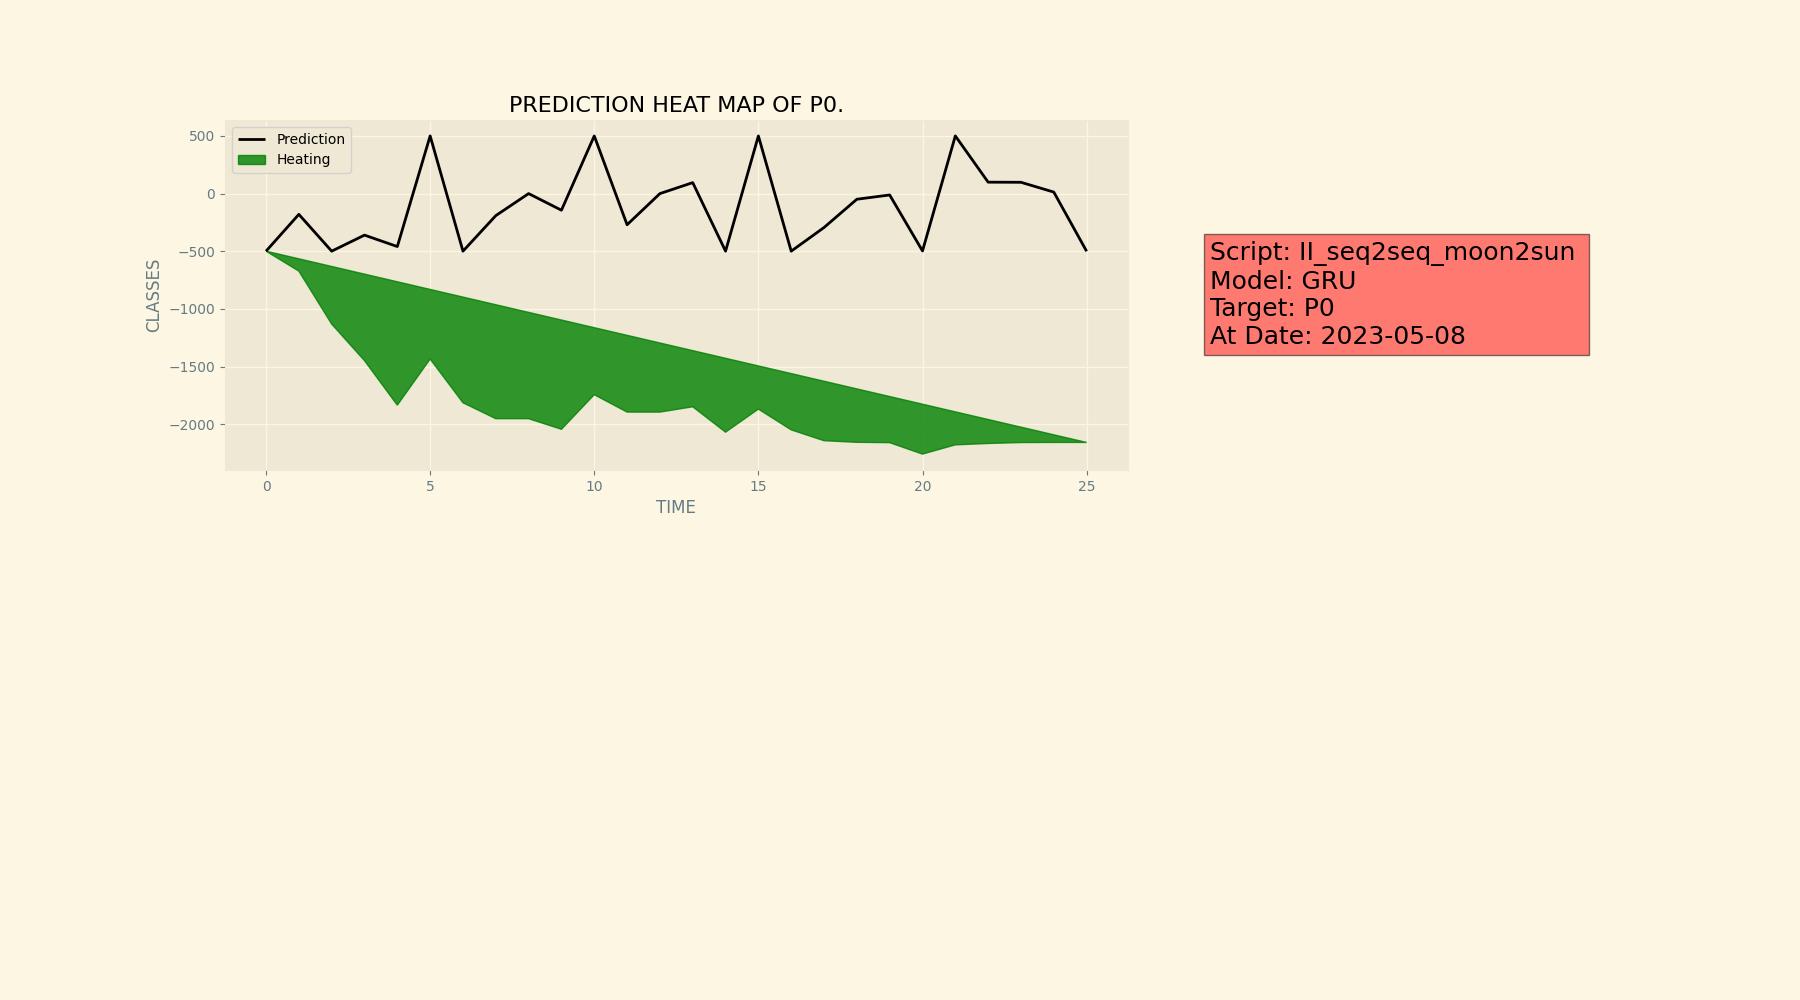 PREDICTION HEAT MAP OF P0.
Prediction
Heating
500
0
−500
−1000
−1500
−2000
CLASSES
0 5 10 15 20 25
TIME
Script: II_seq2seq_moon2sun
Model: GRU
Target: P0
At Date: 2023-05-08